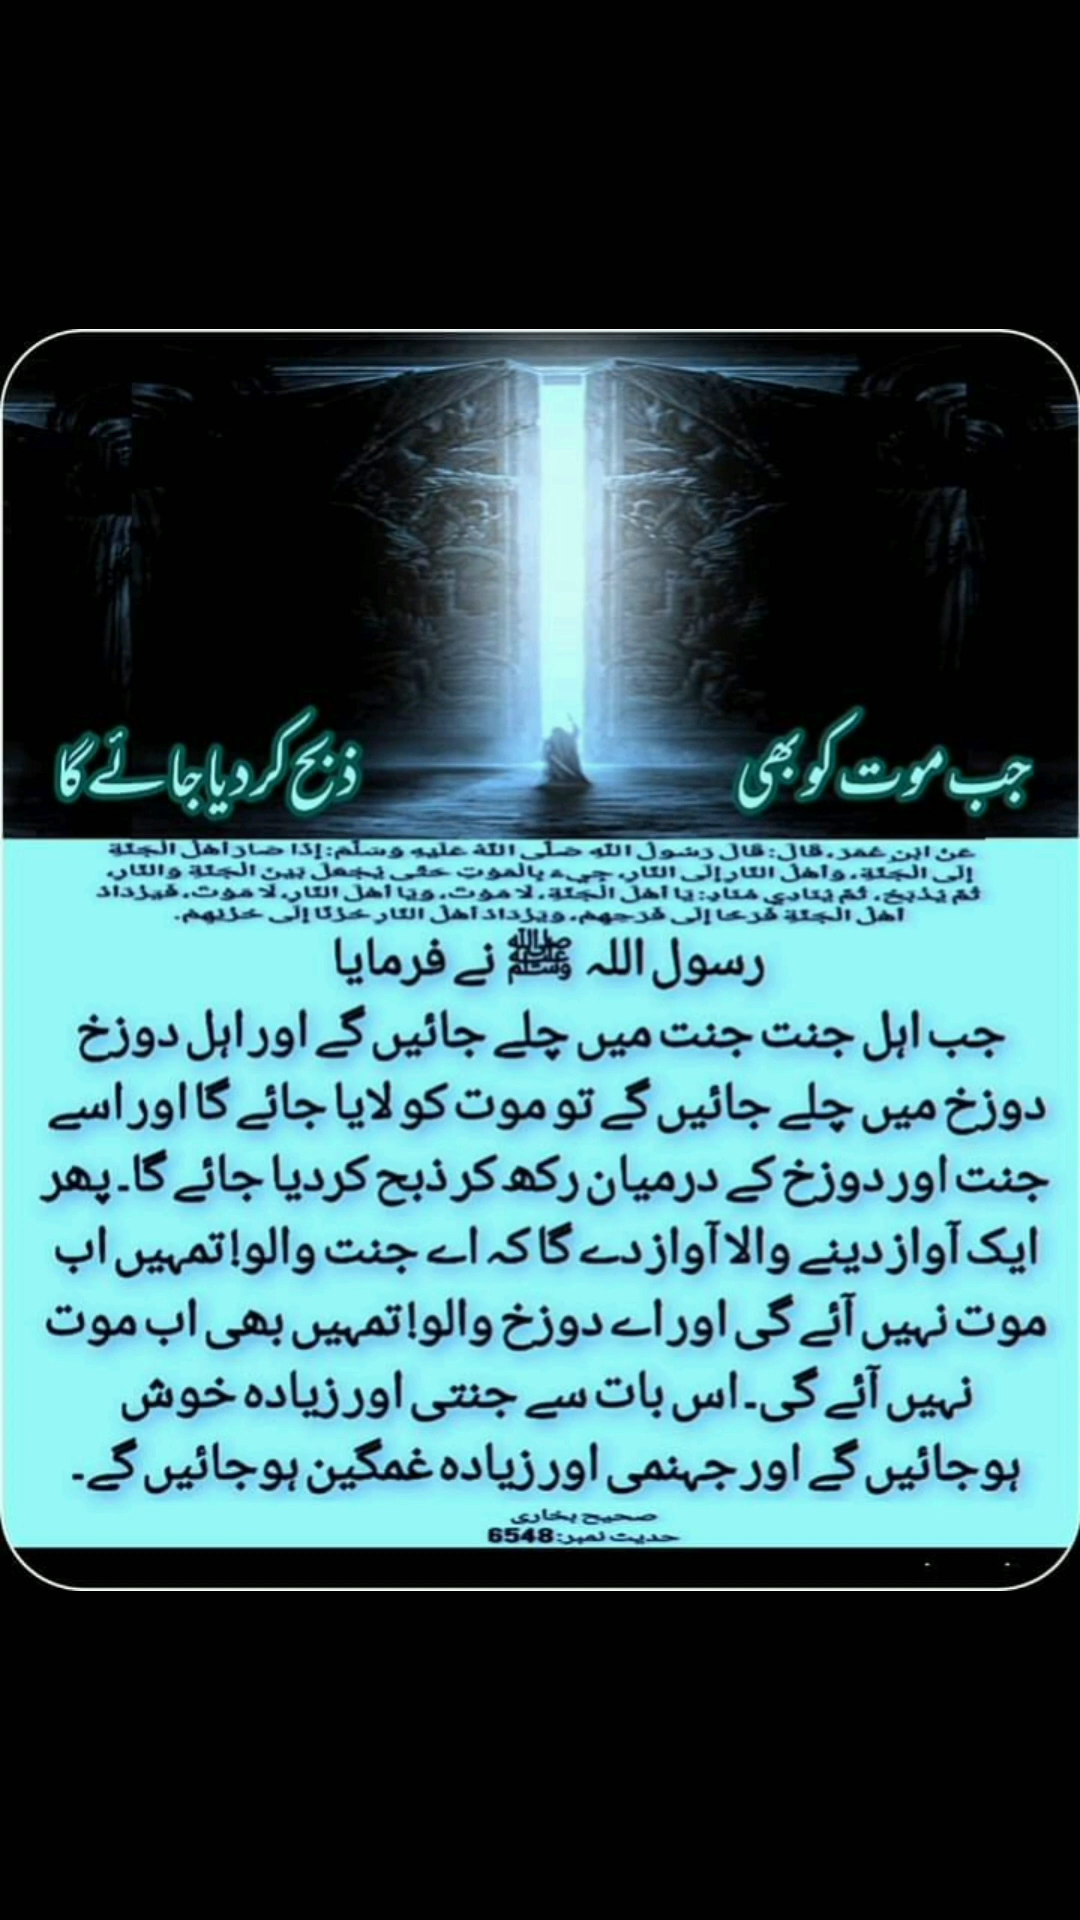 جب موت کو بھی ذبح کر دیا جائے گا
عن ابن عمر، قال: قال رسول الله صلى الله عليه وسلم: إذا صار أهل الجنة
إلى الجنة، وأهل النار إلى النار، جيء بالموت حتى يجعل بين الجنة والنار،
ثم يذبح، ثم ينادي مناد: يا أهل الجنة، لا موت، ويا أهل النار، لا موت، فيزداد
أهل الجنة فرحا إلى فرحهم، ويزداد أهل النار حزنا إلى حزنهم.
رسول اللہ ﷺ نے فرمایا
جب اہل جنت جنت میں چلے جائیں گے اور اہل دوزخ
دوزخ میں چلے جائیں گے تو موت کو لایا جائے گا اور اسے
جنت اور دوزخ کے درمیان رکھ کر ذبح کردیا جائے گا۔ پھر
ایک آواز دینے والا آواز دے گا کہ اے جنت والو! تمہیں اب
موت نہیں آئے گی اور اے دوزخ والو! تمہیں بھی اب موت
نہیں آئے گی۔ اس بات سے جنتی اور زیادہ خوش
ہوجائیں گے اور جہنمی اور زیادہ غمگین ہوجائیں گے۔
صحیح بخاری
حدیث نمبر: 6548